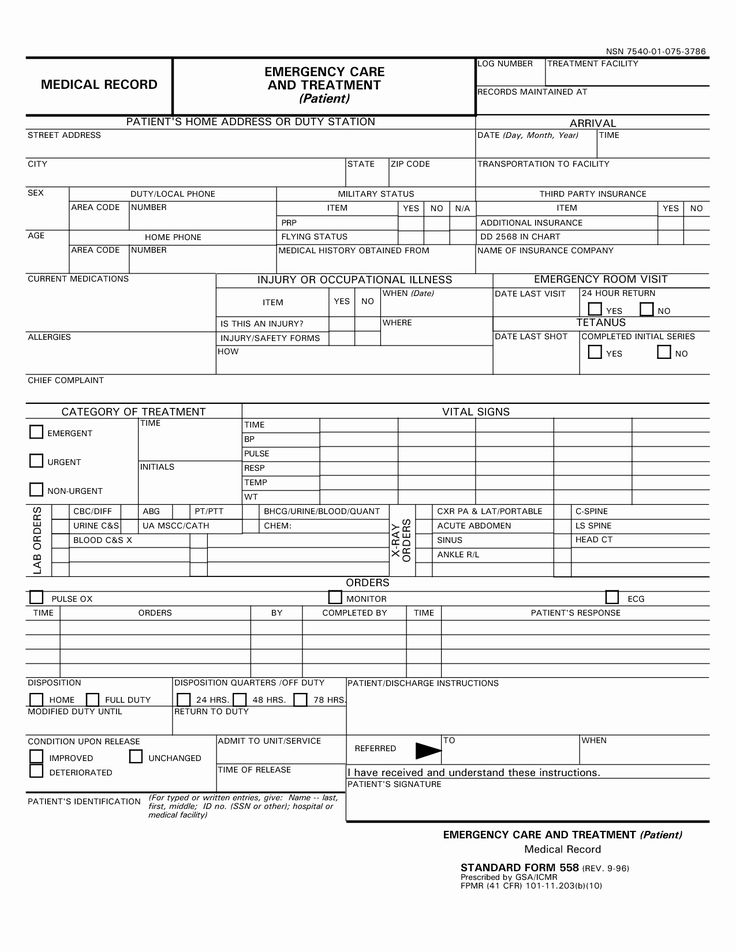 NSN 7540-01-075-3786
MEDICAL RECORD
EMERGENCY CARE
AND TREATMENT
(Patient)
LOG NUMBER TREATMENT FACILITY
RECORDS MAINTAINED AT
PATIENT'S HOME ADDRESS OR DUTY STATION
ARRIVAL
STREET ADDRESS
DATE (Day, Month, Year) TIME
CITY STATE ZIP CODE TRANSPORTATION TO FACILITY
SEX DUTY/LOCAL PHONE MILITARY STATUS THIRD PARTY INSURANCE
AREA CODE NUMBER ITEM YES NO N/A ITEM YES NO
PRP ADDITIONAL INSURANCE
AGE HOME PHONE FLYING STATUS DD 2568 IN CHART
AREA CODE NUMBER MEDICAL HISTORY OBTAINED FROM NAME OF INSURANCE COMPANY
CURRENT MEDICATIONS INJURY OR OCCUPATIONAL ILLNESS EMERGENCY ROOM VISIT
ITEM YES NO WHEN (Date) DATE LAST VISIT 24 HOUR RETURN
YES NO
IS THIS AN INJURY? WHERE TETANUS
ALLERGIES INJURY/SAFETY FORMS DATE LAST SHOT COMPLETED INITIAL SERIES
HOW YES NO
CHIEF COMPLAINT
CATEGORY OF TREATMENT VITAL SIGNS
EMERGENT TIME TIME
BP
PULSE
URGENT INITIALS RESP
TEMP
NON-URGENT WT
LAB ORDERS CBC/DIFF ABG PT/PTT BHCG/URINE/BLOOD/QUANT X-RAY ORDERS CXR PA & LAT/PORTABLE C-SPINE
URINE C&S UA MSCC/CATH CHEM: ACUTE ABDOMEN LS SPINE
BLOOD C&S X SINUS HEAD CT
ANKLE R/L
ORDERS
PULSE OX MONITOR ECG
TIME ORDERS BY COMPLETED BY TIME PATIENT'S RESPONSE
DISPOSITION DISPOSITION QUARTERS /OFF DUTY PATIENT/DISCHARGE INSTRUCTIONS
HOME FULL DUTY 24 HRS. 48 HRS. 78 HRS.
MODIFIED DUTY UNTIL RETURN TO DUTY
CONDITION UPON RELEASE ADMIT TO UNIT/SERVICE REFERRED TO WHEN
IMPROVED UNCHANGED
DETERIORATED TIME OF RELEASE I have received and understand these instructions.
PATIENT'S SIGNATURE
PATIENT'S IDENTIFICATION (For typed or written entries, give: Name -- last,
first, middle; ID no. (SSN or other); hospital or
medical facility)
EMERGENCY CARE AND TREATMENT (Patient)
Medical Record
STANDARD FORM 558 (REV. 9-96)
Prescribed by GSA/ICMR
FPMR (41 CFR) 101-11.203(b)(10)